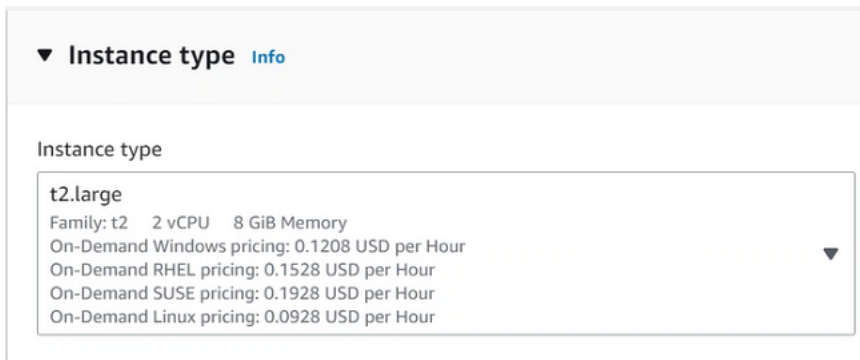 Instance type Info
Instance type
t2.large
Family: t2 2 vCPU 8 GiB Memory
On-Demand Windows pricing: 0.1208 USD per Hour
On-Demand RHEL pricing: 0.1528 USD per Hour
On-Demand SUSE pricing: 0.1928 USD per Hour
On-Demand Linux pricing: 0.0928 USD per Hour